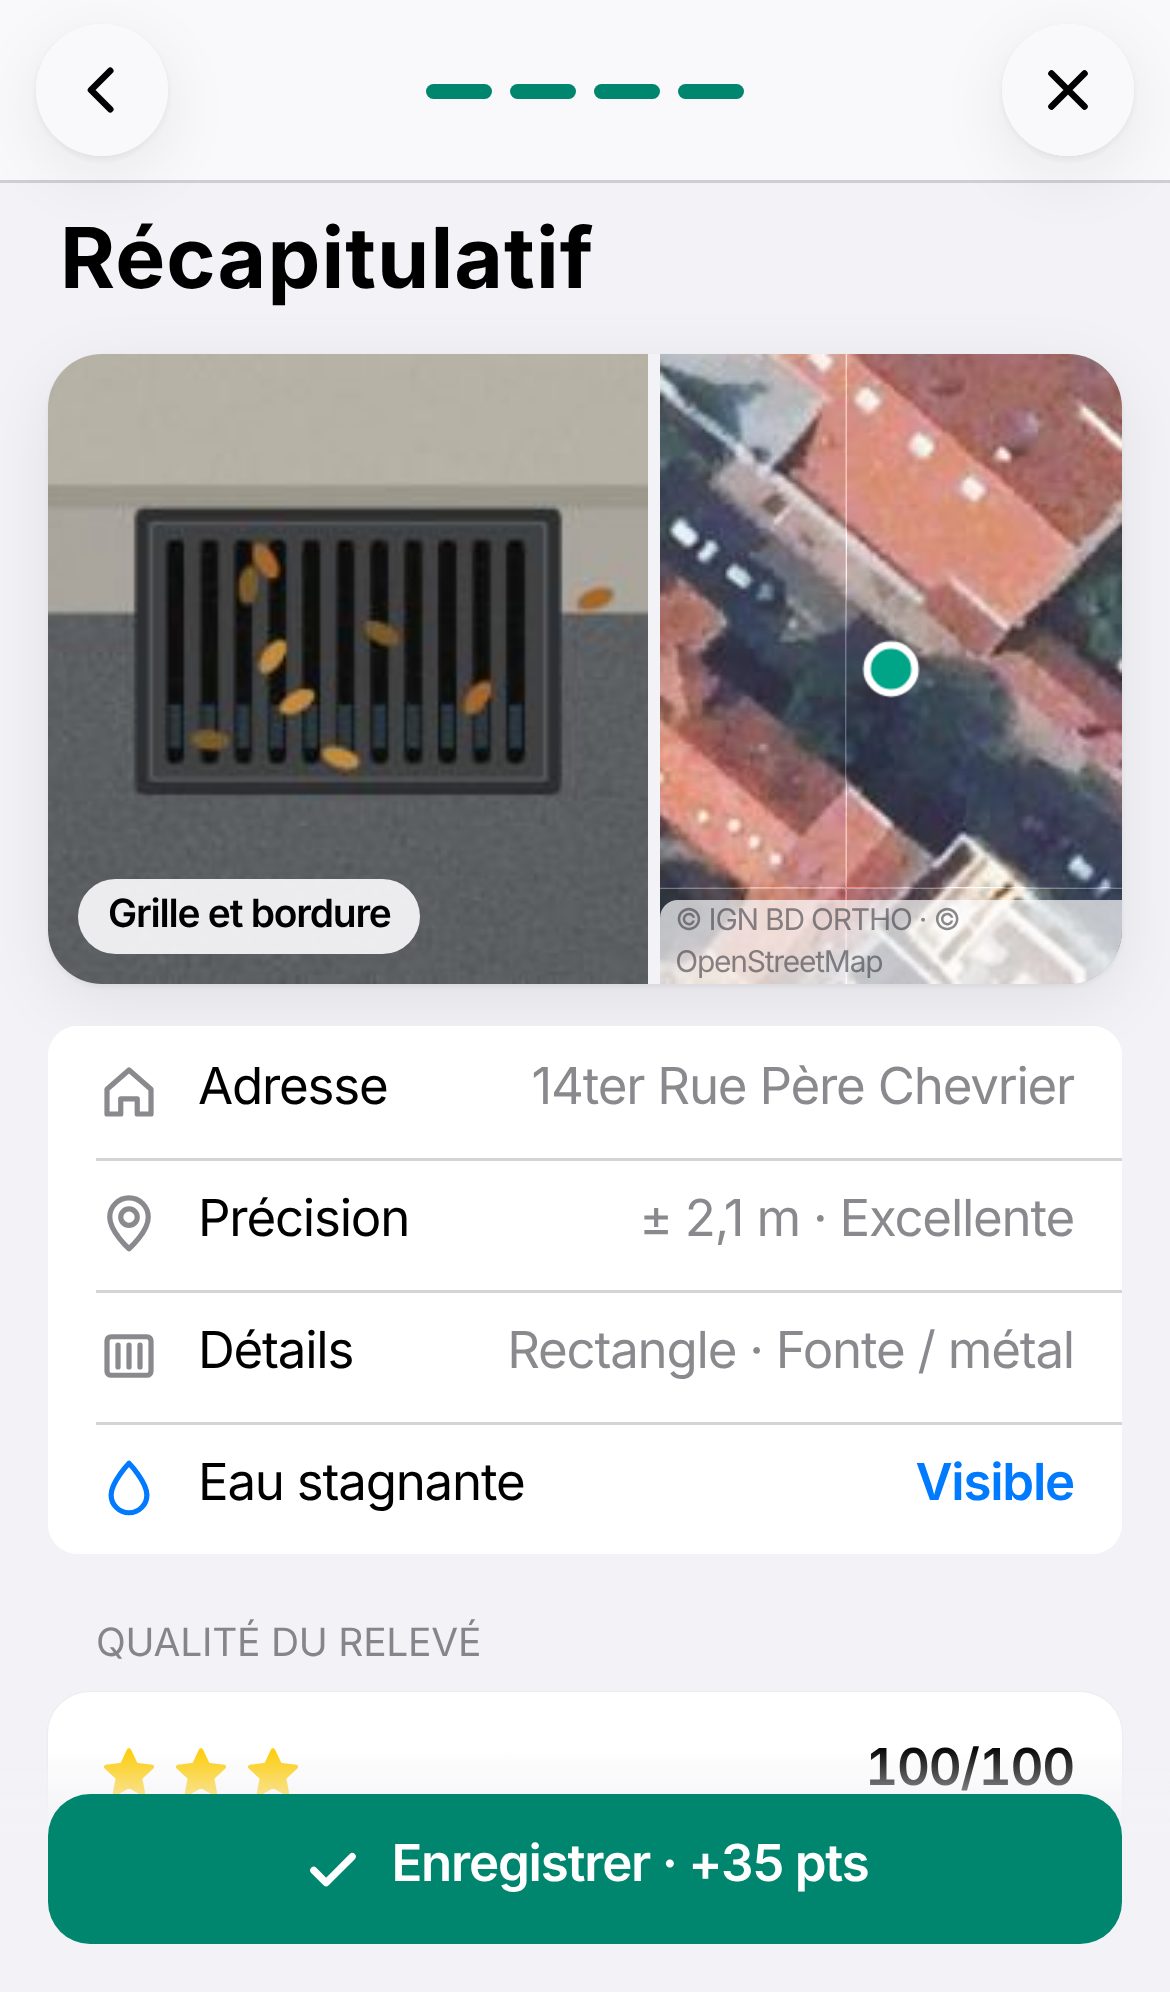 Récapitulatif
Grille et bordure
© IGN BD ORTHO · ©
OpenStreetMap
Adresse 14ter Rue Père Chevrier
Précision ± 2,1 m · Excellente
Détails Rectangle · Fonte / métal
Eau stagnante Visible
QUALITÉ DU RELEVÉ
100/100
Enregistrer · +35 pts